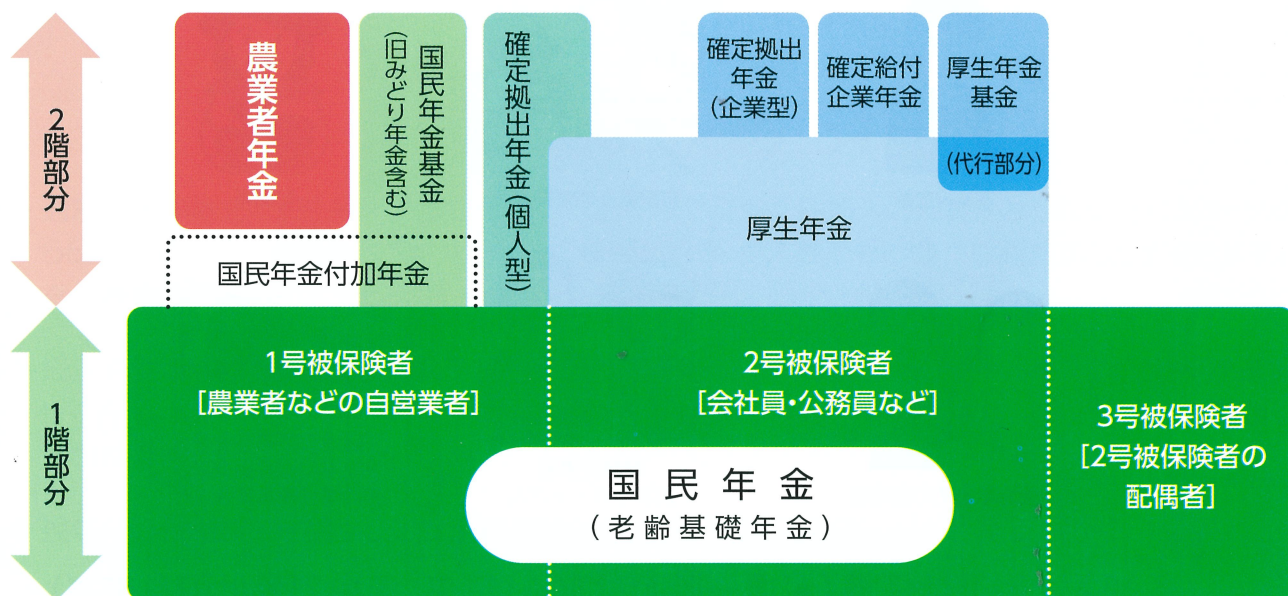 2階部分
農業者年金
国民年金基金
(旧みどり年金含む)
確定拠出年金(個人型)
確定拠出
年金
(企業型)
確定給付
企業年金
厚生年金
基金
(代行部分)
厚生年金
国民年金付加年金
1階部分
1号被保険者
[農業者などの自営業者]
2号被保険者
[会社員・公務員など]
3号被保険者
[2号被保険者の
配偶者]
国民年金
(老齢基礎年金)